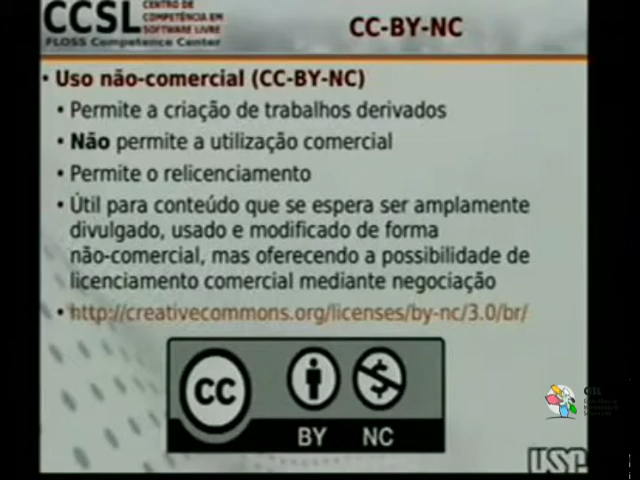 CCSL
CENTRO DE
COMPETÊNCIA EM
SOFTWARE LIVRE
FLOSS Competence Center
CC-BY-NC
• Uso não-comercial (CC-BY-NC)
• Permite a criação de trabalhos derivados
• Não permite a utilização comercial
• Permite o relicenciamento
• Útil para conteúdo que se espera ser amplamente
divulgado, usado e modificado de forma
não-comercial, mas oferecendo a possibilidade de
licenciamento comercial mediante negociação
• http://creativecommons.org/licenses/by-nc/3.0/br/
cc
BY NC
USP